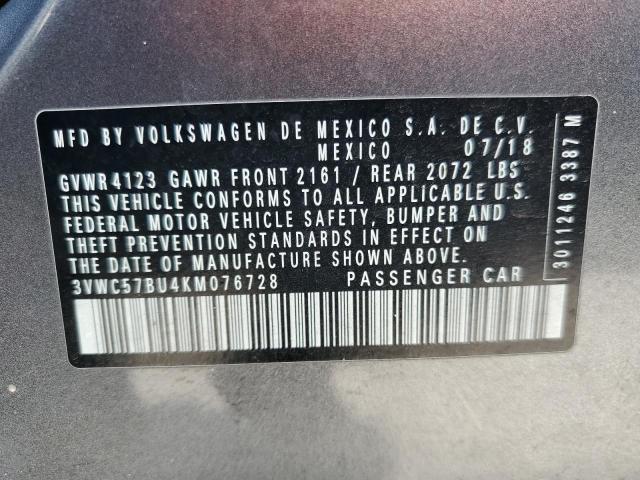 MFD BY VOLKSWAGEN DE MEXICO S.A. DE C.V.
MEXICO 07/18
GVWR 4123 GAWR FRONT 2161 / REAR 2072 LBS
THIS VEHICLE CONFORMS TO ALL APPLICABLE U.S.
FEDERAL MOTOR VEHICLE SAFETY, BUMPER AND
THEFT PREVENTION STANDARDS IN EFFECT ON
THE DATE OF MANUFACTURE SHOWN ABOVE.
3VWC57BU4KM076728 PASSENGER CAR
3011246 3387 M